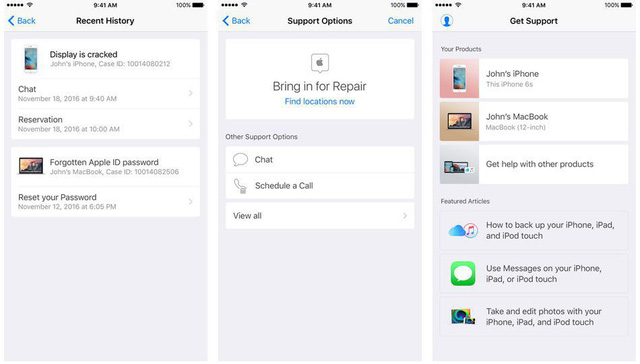 9:41 AM
100%
Back
Recent History
Display is cracked
John's iPhone, Case ID: 10014080212
Chat
November 18, 2016 at 9:40 AM
Reservation
November 18, 2016 at 10:00 AM
Forgotten Apple ID password
John's MacBook, Case ID: 10014082506
Reset your Password
November 12, 2016 at 6:05 PM
9:41 AM
100%
Back
Support Options
Cancel
Bring in for Repair
Find locations now
Other Support Options
Chat
Schedule a Call
View all
9:41 AM
100%
Get Support
Your Products
John's iPhone
This iPhone 6s
John's MacBook
MacBook (12-inch)
Get help with other products
Featured Articles
How to back up your iPhone, iPad,
and iPod touch
Use Messages on your iPhone,
iPad, or iPod touch
Take and edit photos with your
iPhone, iPad, and iPod touch